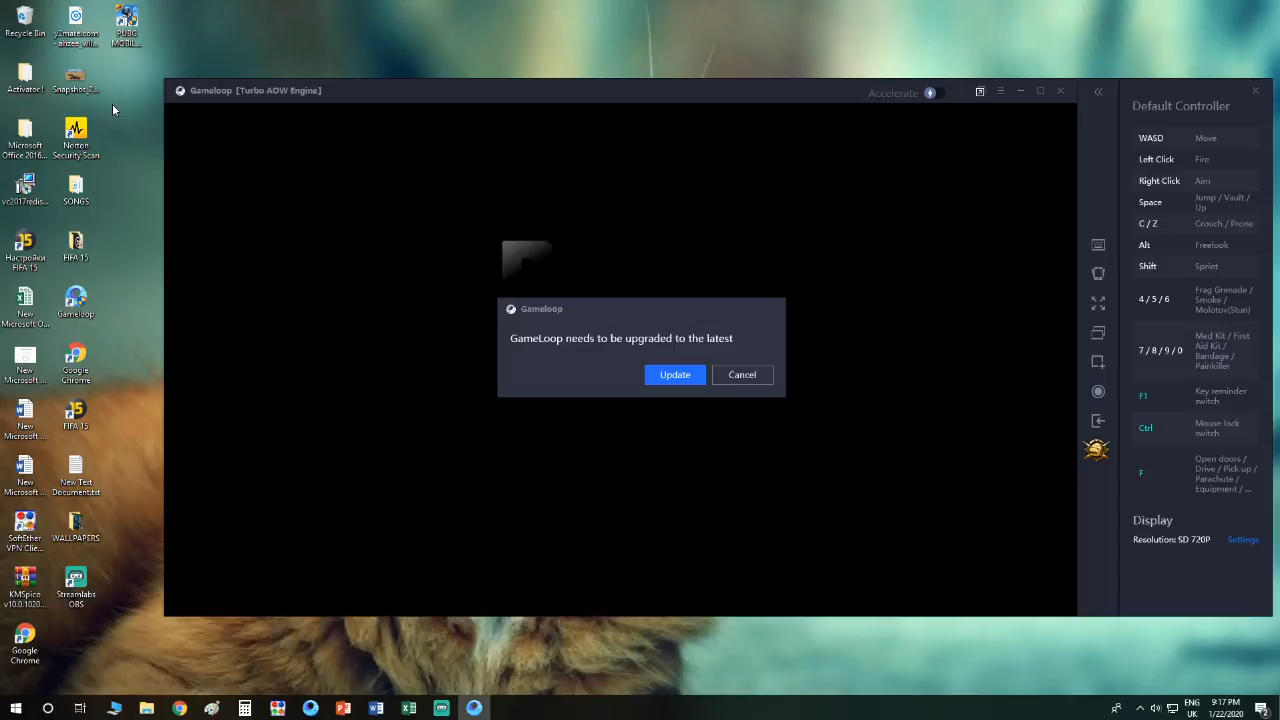 Recycle Bin
y2mate.com
- ahzee_wil...
PUBG
MOBIL...
Activator !
Snapshot_2...
Microsoft
Office 2016...
Norton
Security Scan
vc2017redis...
SONGS
Настройки
FIFA 15
FIFA 15
New
Microsoft O...
Gameloop
New
Microsoft ...
Google
Chrome
New
Microsoft ...
FIFA 15
New
Microsoft ...
New Text
Document.txt
SoftEther
VPN Clie...
WALLPAPERS
KMSpico
v10.0.1020...
Streamlabs
OBS
Google
Chrome
Gameloop [Turbo AOW Engine]
Accelerate
Gameloop
GameLoop needs to be upgraded to the latest
Update
Cancel
Default Controller
WASD Move
Left Click Fire
Right Click Aim
Space Jump / Vault /
Up
C / Z Crouch / Prone
Alt Freelook
Shift Sprint
4 / 5 / 6 Frag Grenade /
Smoke /
Molotov(Stun)
7 / 8 / 9 / 0 Med Kit / First
Aid Kit /
Bandage /
Painkiller
F1 Key reminder
switch
Ctrl Mouse lock
switch
F Open doors /
Drive / Pick up /
Parachute /
Equipment / ...
Display
Resolution: SD 720P Settings
ENG
UK
9:17 PM
1/22/2020
2